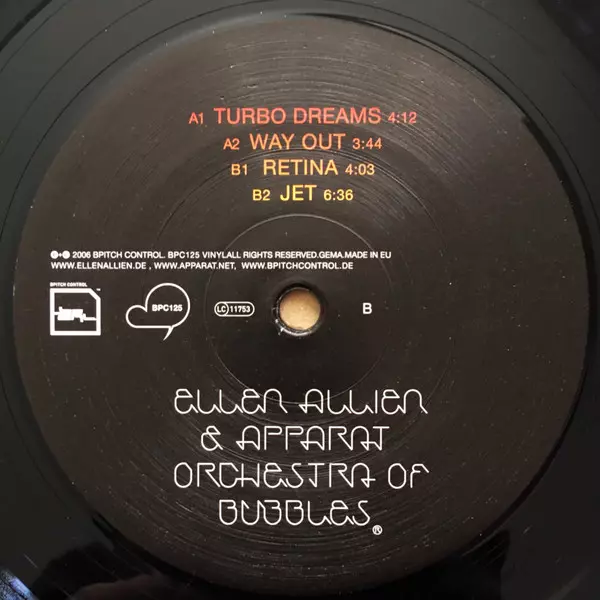 A1 TURBO DREAMS 4:12
A2 WAY OUT 3:44
B1 RETINA 4:03
B2 JET 6:36
℗+© 2006 BPITCH CONTROL. BPC125 VINYLALL RIGHTS RESERVED.GEMA.MADE IN EU
WWW.ELLENALLIEN.DE , WWW.APPARAT.NET, WWW.BPITCHCONTROL.DE
BPITCH CONTROL ™
BPC125
LC 11753
B
ELLEN ALLIEN
& APPARAT
ORCHESTRA OF
BUBBLES®